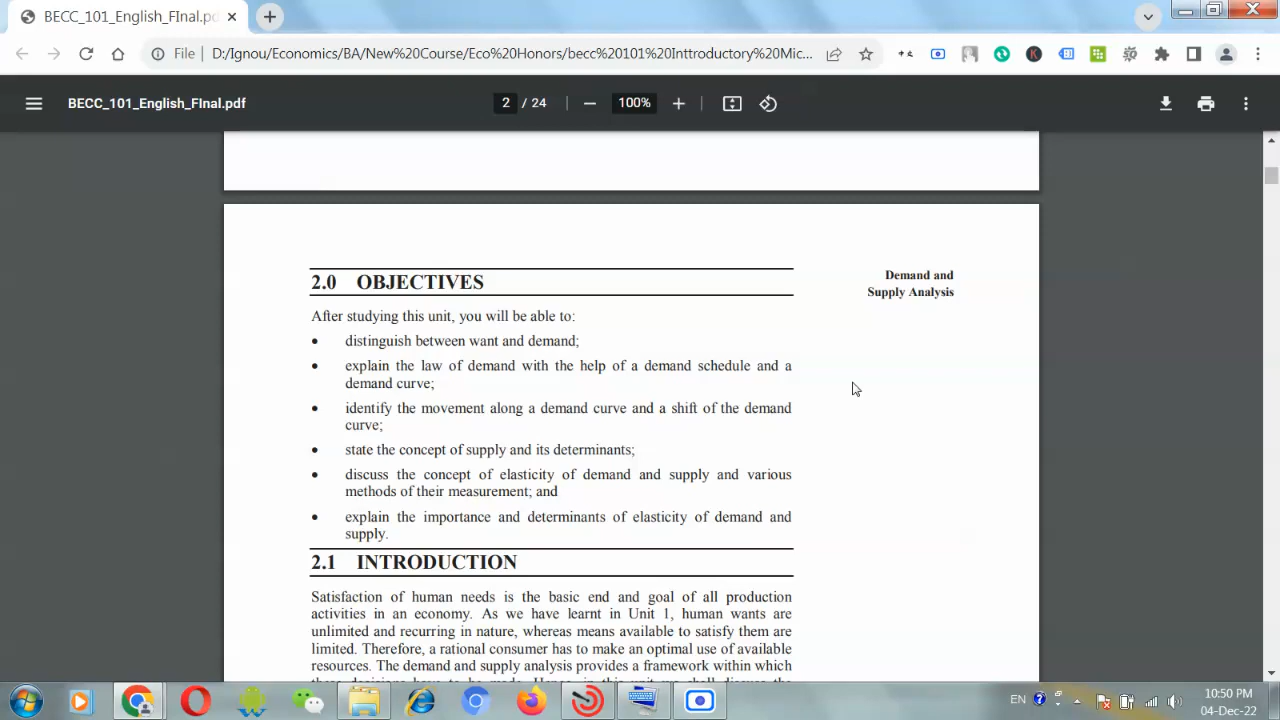 BECC_101_English_FInal.pdf
File
D:/Ignou/Economics/BA/New%20Course/Eco%20Honors/becc%20101%20Inttroductory%20Mic...
BECC_101_English_FInal.pdf
2 / 24
100%
2.0 OBJECTIVES
Demand and
Supply Analysis
After studying this unit, you will be able to:
• distinguish between want and demand;
• explain the law of demand with the help of a demand schedule and a
demand curve;
• identify the movement along a demand curve and a shift of the demand
curve;
• state the concept of supply and its determinants;
• discuss the concept of elasticity of demand and supply and various
methods of their measurement; and
• explain the importance and determinants of elasticity of demand and
supply.
2.1 INTRODUCTION
Satisfaction of human needs is the basic end and goal of all production
activities in an economy. As we have learnt in Unit 1, human wants are
unlimited and recurring in nature, whereas means available to satisfy them are
limited. Therefore, a rational consumer has to make an optimal use of available
resources. The demand and supply analysis provides a framework within which
EN
10:50 PM
04-Dec-22